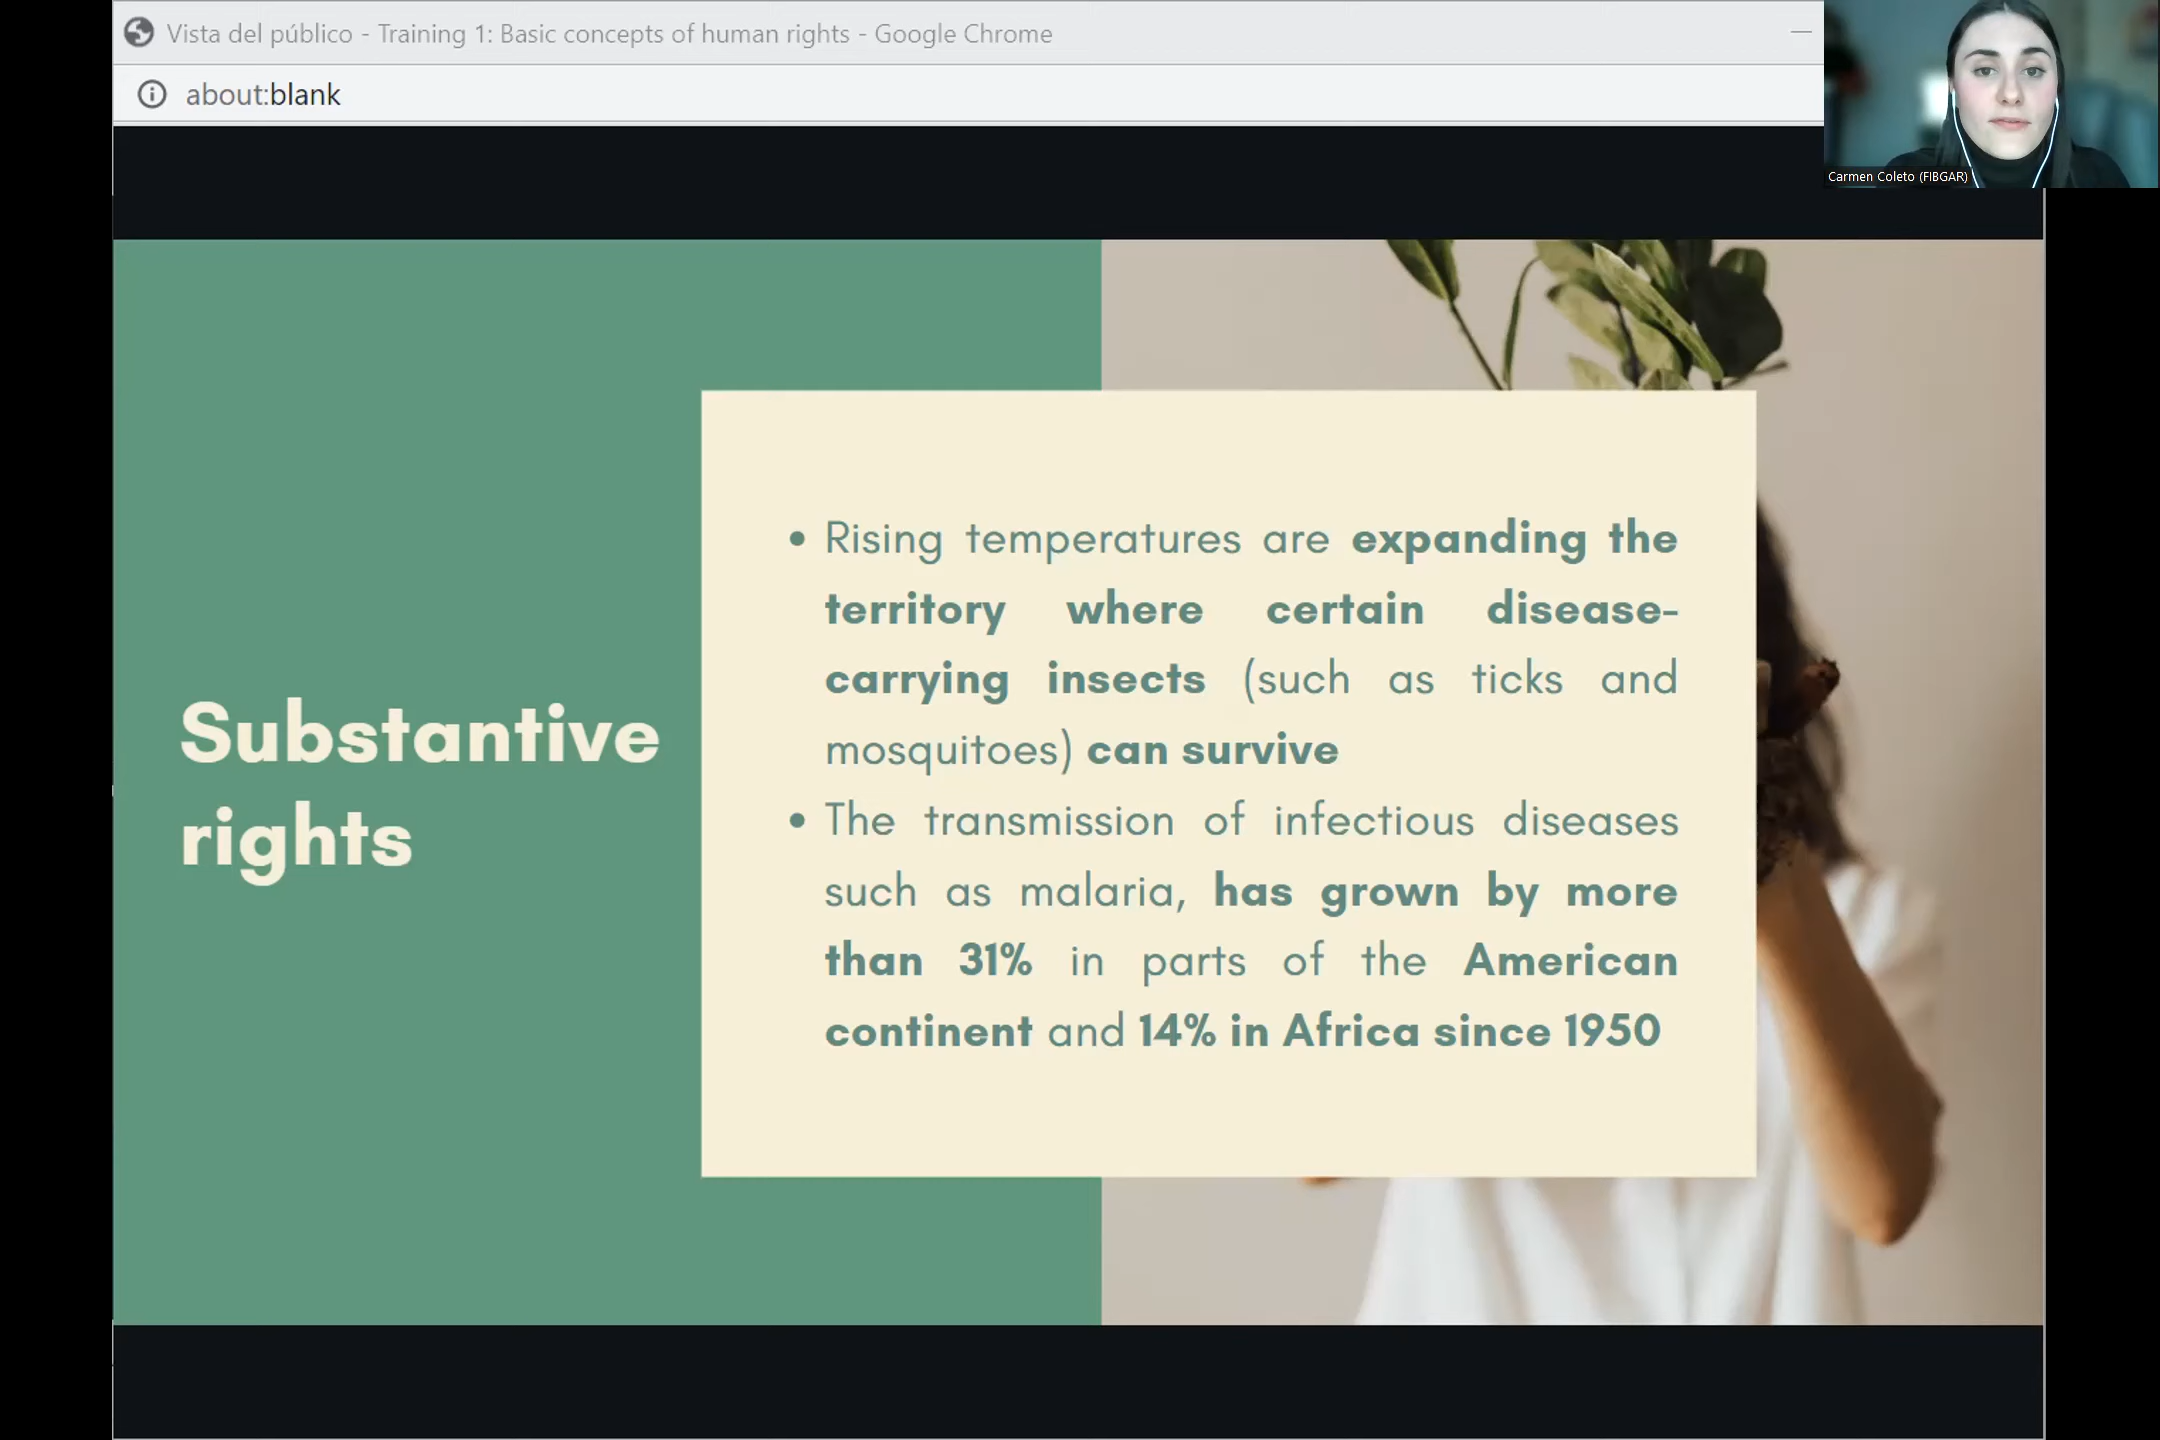 Vista del público - Training 1: Basic concepts of human rights - Google Chrome
about:blank
Carmen Coleto (FIBGAR)
Substantive
rights
• Rising temperatures are expanding the
territory where certain disease-
carrying insects (such as ticks and
mosquitoes) can survive
• The transmission of infectious diseases
such as malaria, has grown by more
than 31% in parts of the American
continent and 14% in Africa since 1950